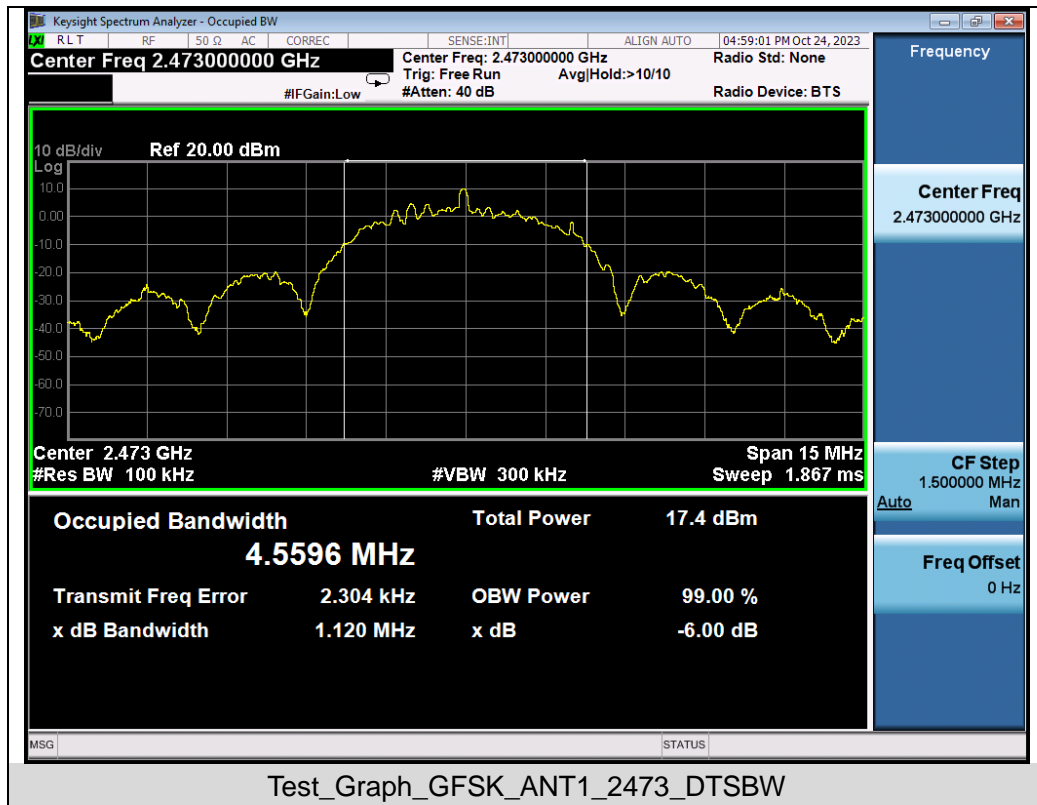 Keysight Spectrum Analyzer - Occupied BW
LXI RLT RF 50 Ω AC CORREC SENSE:INT ALIGN AUTO 04:59:01 PM Oct 24, 2023
Center Freq 2.473000000 GHz
Center Freq: 2.473000000 GHz Radio Std: None
Trig: Free Run Avg|Hold:>10/10
#IFGain:Low #Atten: 40 dB Radio Device: BTS
10 dB/div Ref 20.00 dBm
Log
10.0
0.00
-10.0
-20.0
-30.0
-40.0
-50.0
-60.0
-70.0
Center 2.473 GHz Span 15 MHz
#Res BW 100 kHz #VBW 300 kHz Sweep 1.867 ms
Occupied Bandwidth Total Power 17.4 dBm
4.5596 MHz
Transmit Freq Error 2.304 kHz OBW Power 99.00 %
x dB Bandwidth 1.120 MHz x dB -6.00 dB
Frequency
Center Freq
2.473000000 GHz
CF Step
1.500000 MHz
Auto Man
Freq Offset
0 Hz
MSG STATUS
Test_Graph_GFSK_ANT1_2473_DTSBW